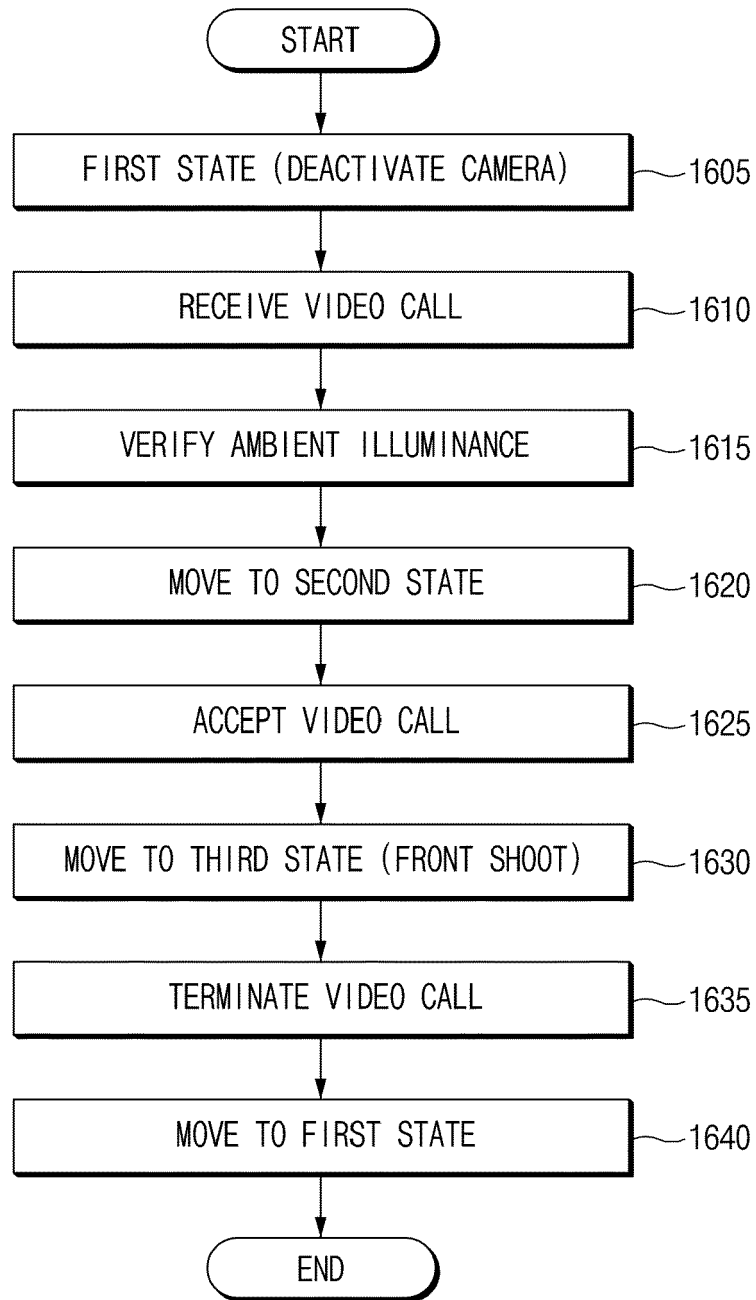 START
FIRST STATE (DEACTIVATE CAMERA) 1605
RECEIVE VIDEO CALL 1610
VERIFY AMBIENT ILLUMINANCE 1615
MOVE TO SECOND STATE 1620
ACCEPT VIDEO CALL 1625
MOVE TO THIRD STATE (FRONT SHOOT) 1630
TERMINATE VIDEO CALL 1635
MOVE TO FIRST STATE 1640
END